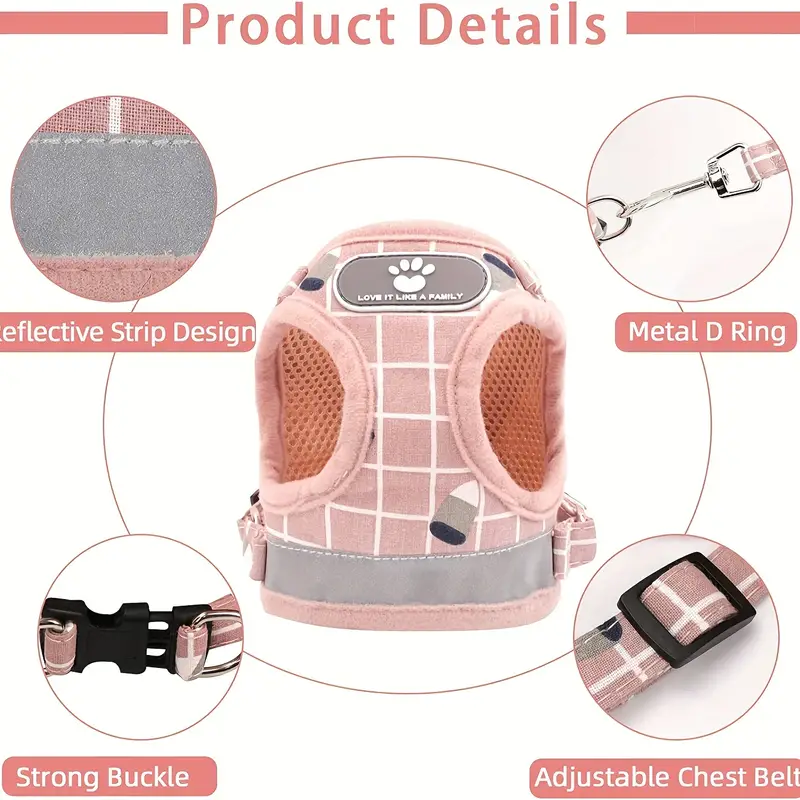 Product Details
eflective Strip Design
Metal D Ring
LOVE IT LIKE A FAMILY
Strong Buckle
Adjustable Chest Belt